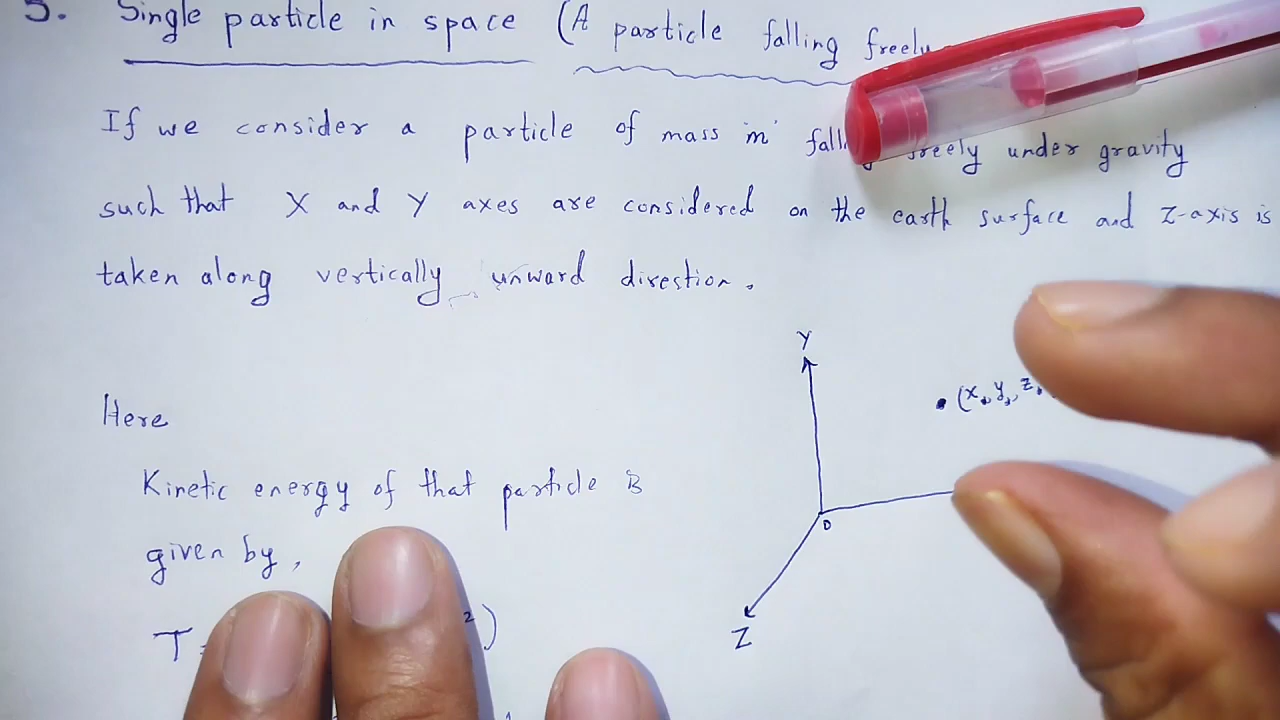 5. Single particle in space (A particle falling freely
If we consider a particle of mass 'm' falling freely under gravity
such that X and Y axes are considered on the earth surface and Z-axis is
taken along vertically upward direction.
Y
(x, y, z,
Here
Kinetic energy of that particle is
O
given by,
T =
2)
Z